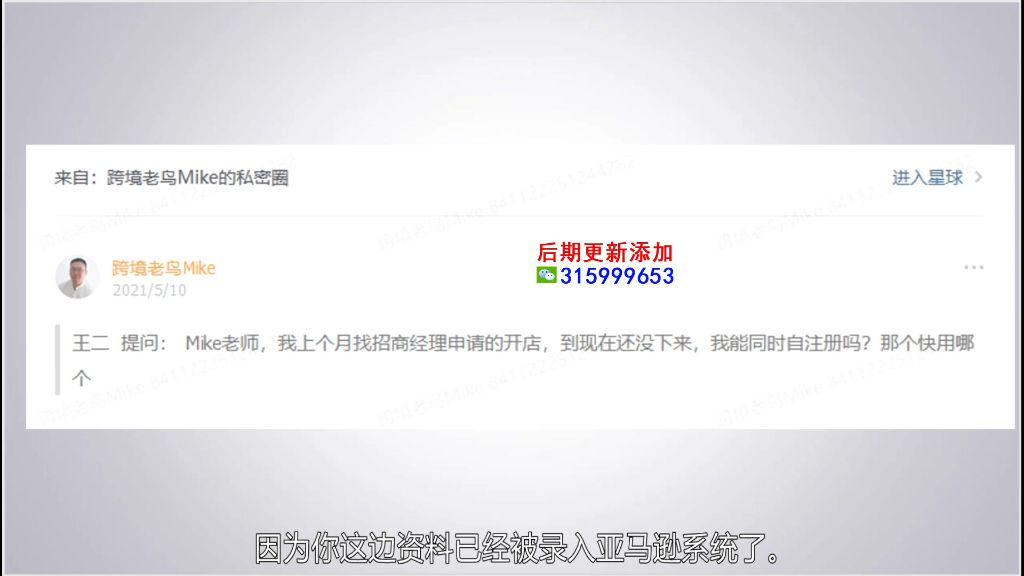 来自：跨境老鸟Mike的私密圈
进入星球
后期更新添加
跨境老鸟Mike
315999653
2021/5/10
王二 提问： Mike老师，我上个月找招商经理申请的开店，到现在还没下来，我能同时自注册吗？那个快用哪
个
因为你这边资料已经被录入亚马逊系统了。